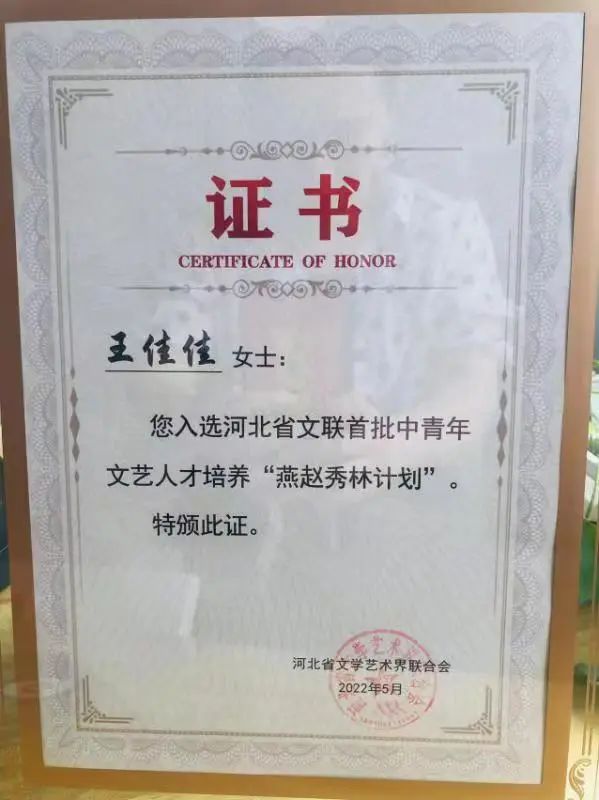 证书
CERTIFICATE OF HONOR
王佳佳 女士：
您入选河北省文联首批中青年
文艺人才培养“燕赵秀林计划”。
特颁此证。
河北省文学艺术界联合会
2022年5月